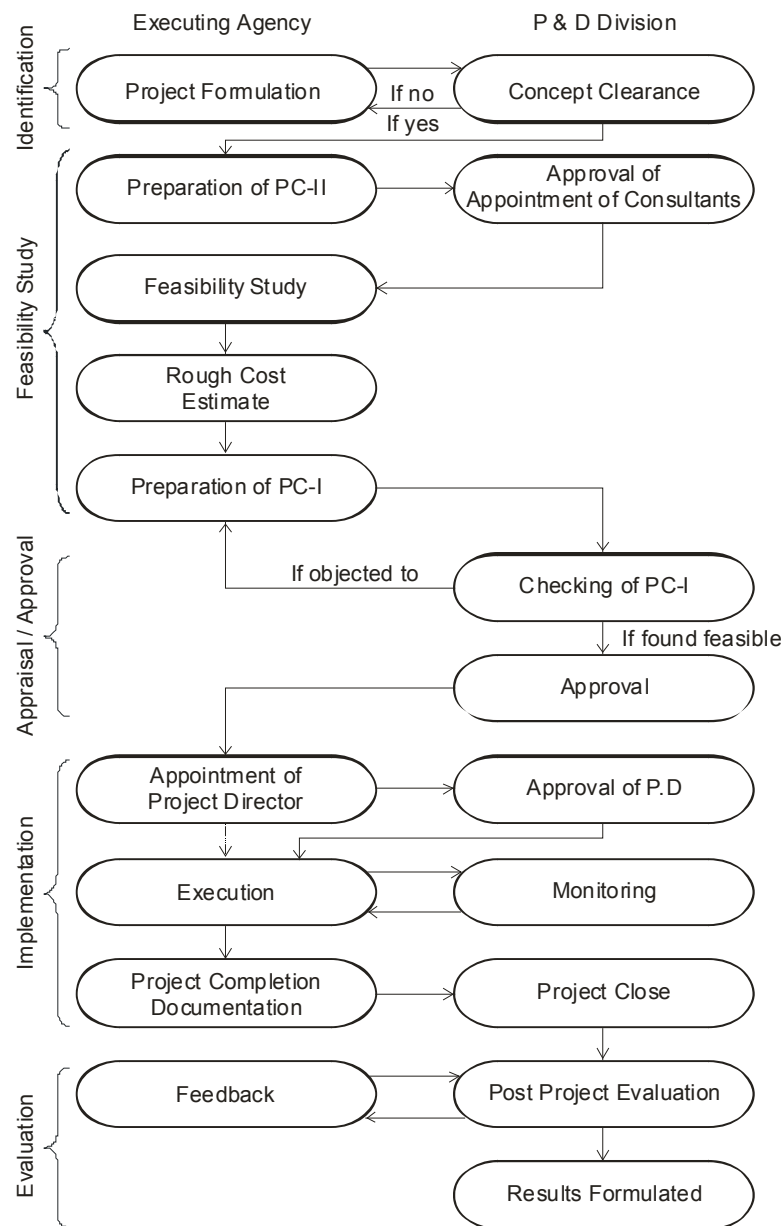 Executing Agency
P & D Division
Identification
Project Formulation
If no
If yes
Concept Clearance
Feasibility Study
Preparation of PC-II
Approval of
Appointment of Consultants
Feasibility Study
Rough Cost
Estimate
Preparation of PC-I
Appraisal / Approval
If objected to
Checking of PC-I
If found feasible
Approval
Implementation
Appointment of
Project Director
Approval of P.D
Execution
Monitoring
Project Completion
Documentation
Project Close
Evaluation
Feedback
Post Project Evaluation
Results Formulated